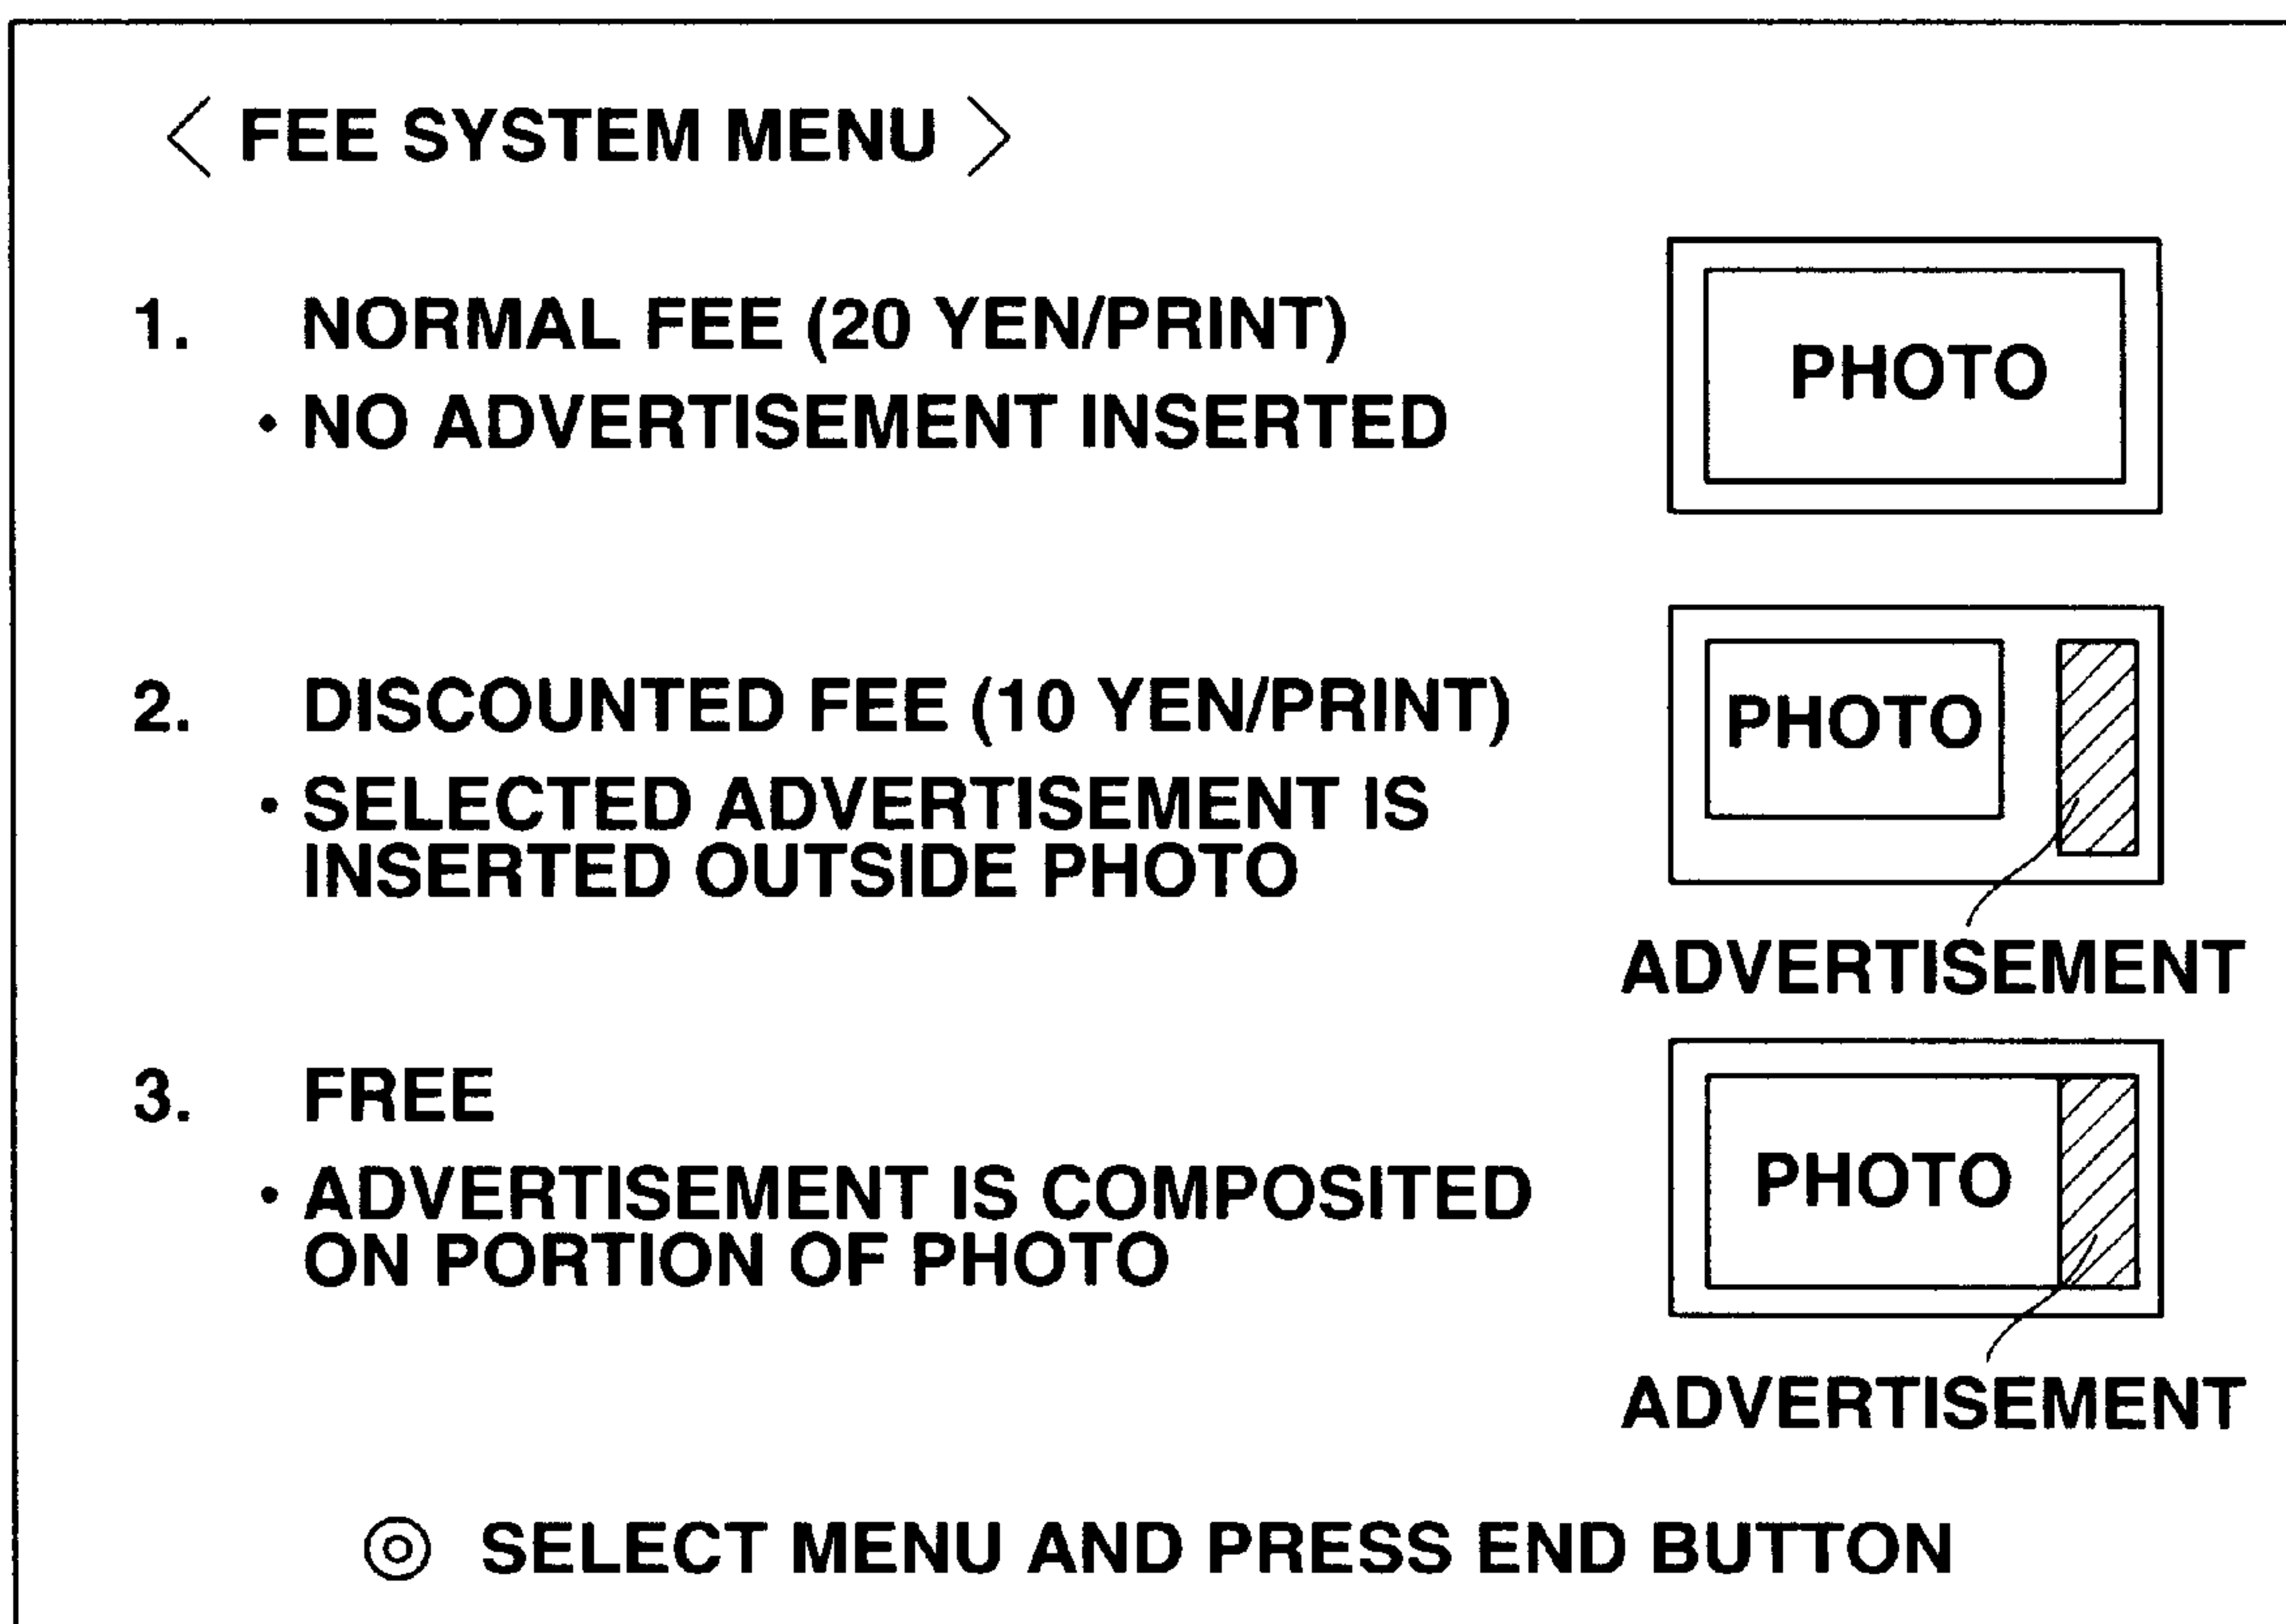 < FEE SYSTEM MENU >
1. NORMAL FEE (20 YEN/PRINT)
• NO ADVERTISEMENT INSERTED
PHOTO
2. DISCOUNTED FEE (10 YEN/PRINT)
• SELECTED ADVERTISEMENT IS
INSERTED OUTSIDE PHOTO
PHOTO
ADVERTISEMENT
3. FREE
• ADVERTISEMENT IS COMPOSITED
ON PORTION OF PHOTO
PHOTO
ADVERTISEMENT
◎ SELECT MENU AND PRESS END BUTTON